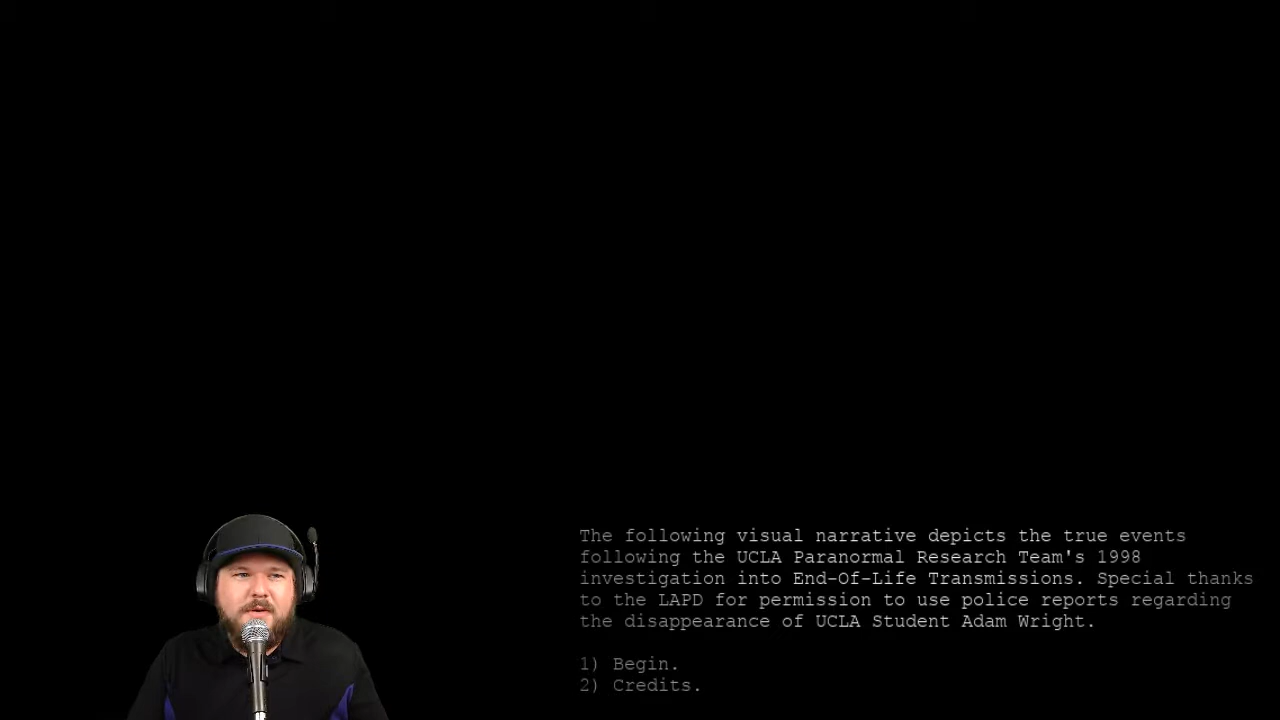 The following visual narrative depicts the true events
following the UCLA Paranormal Research Team's 1998
investigation into End-Of-Life Transmissions. Special thanks
to the LAPD for permission to use police reports regarding
the disappearance of UCLA Student Adam Wright.
1) Begin.
2) Credits.